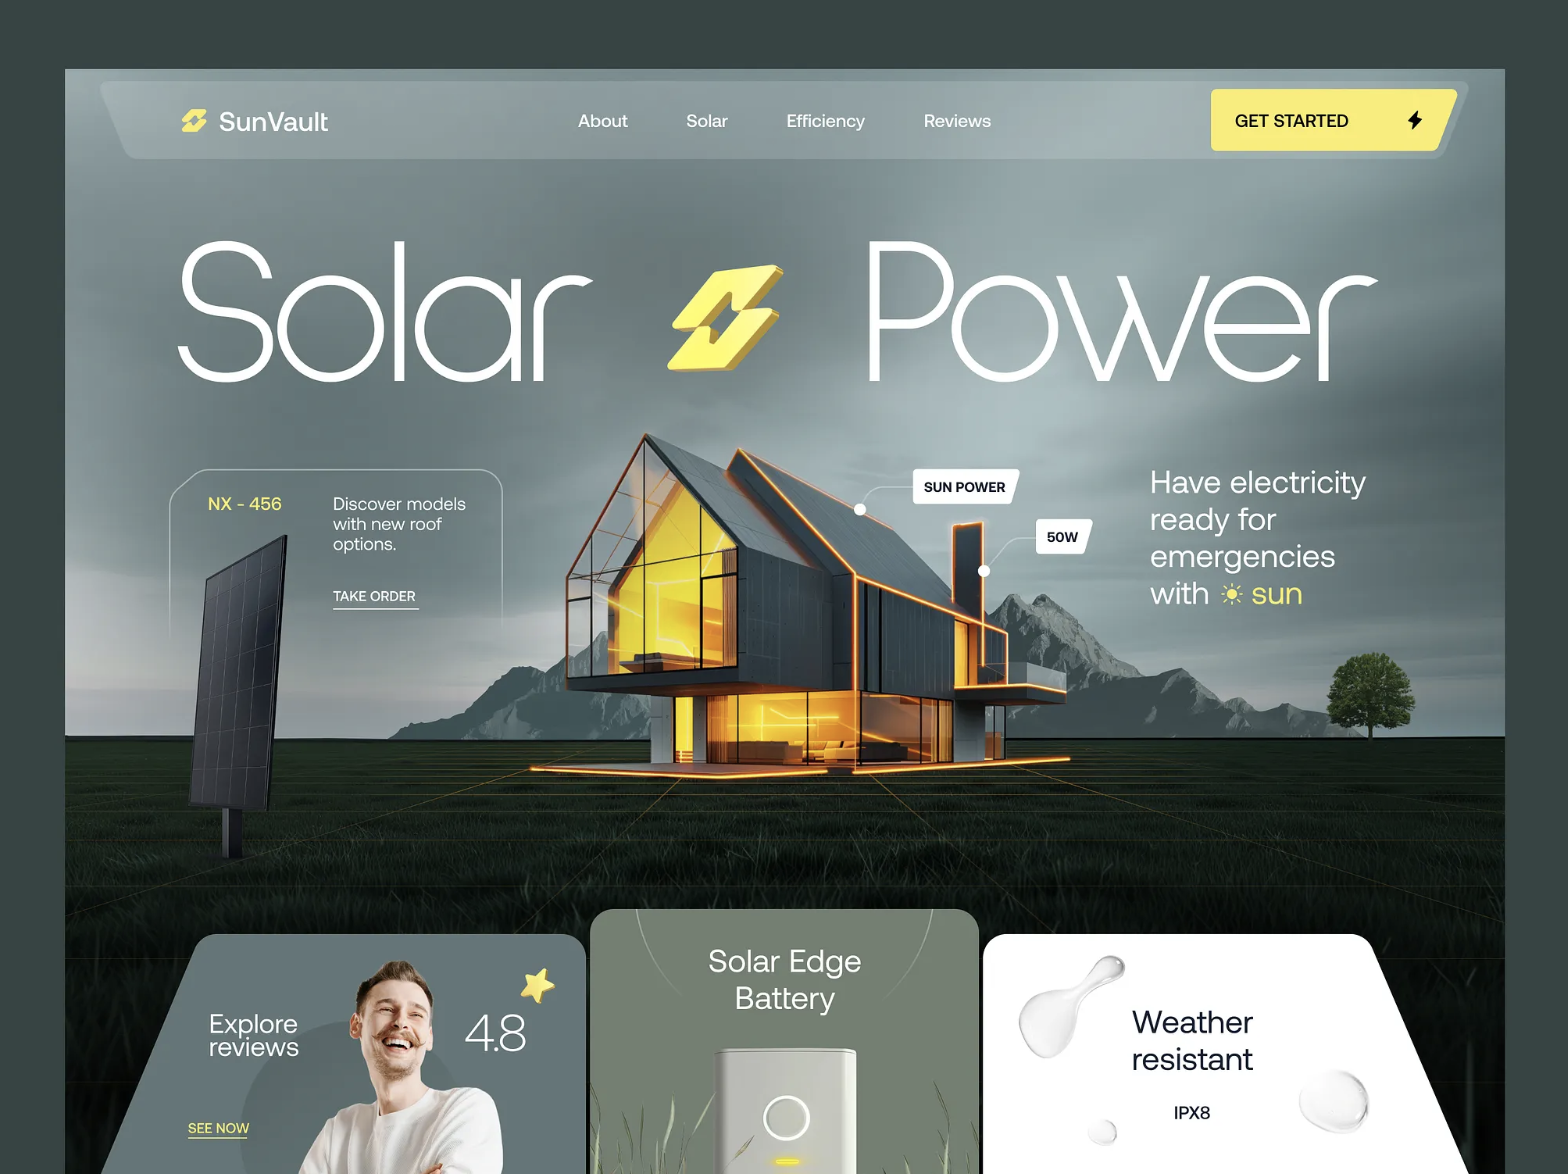 SunVault
About
Solar
Efficiency
Reviews
GET STARTED
Solar Power
NX - 456
Discover models
with new roof
options.
TAKE ORDER
SUN POWER
50W
Have electricity
ready for
emergencies
with sun
Explore
reviews
4.8
SEE NOW
Solar Edge
Battery
Weather
resistant
IPX8